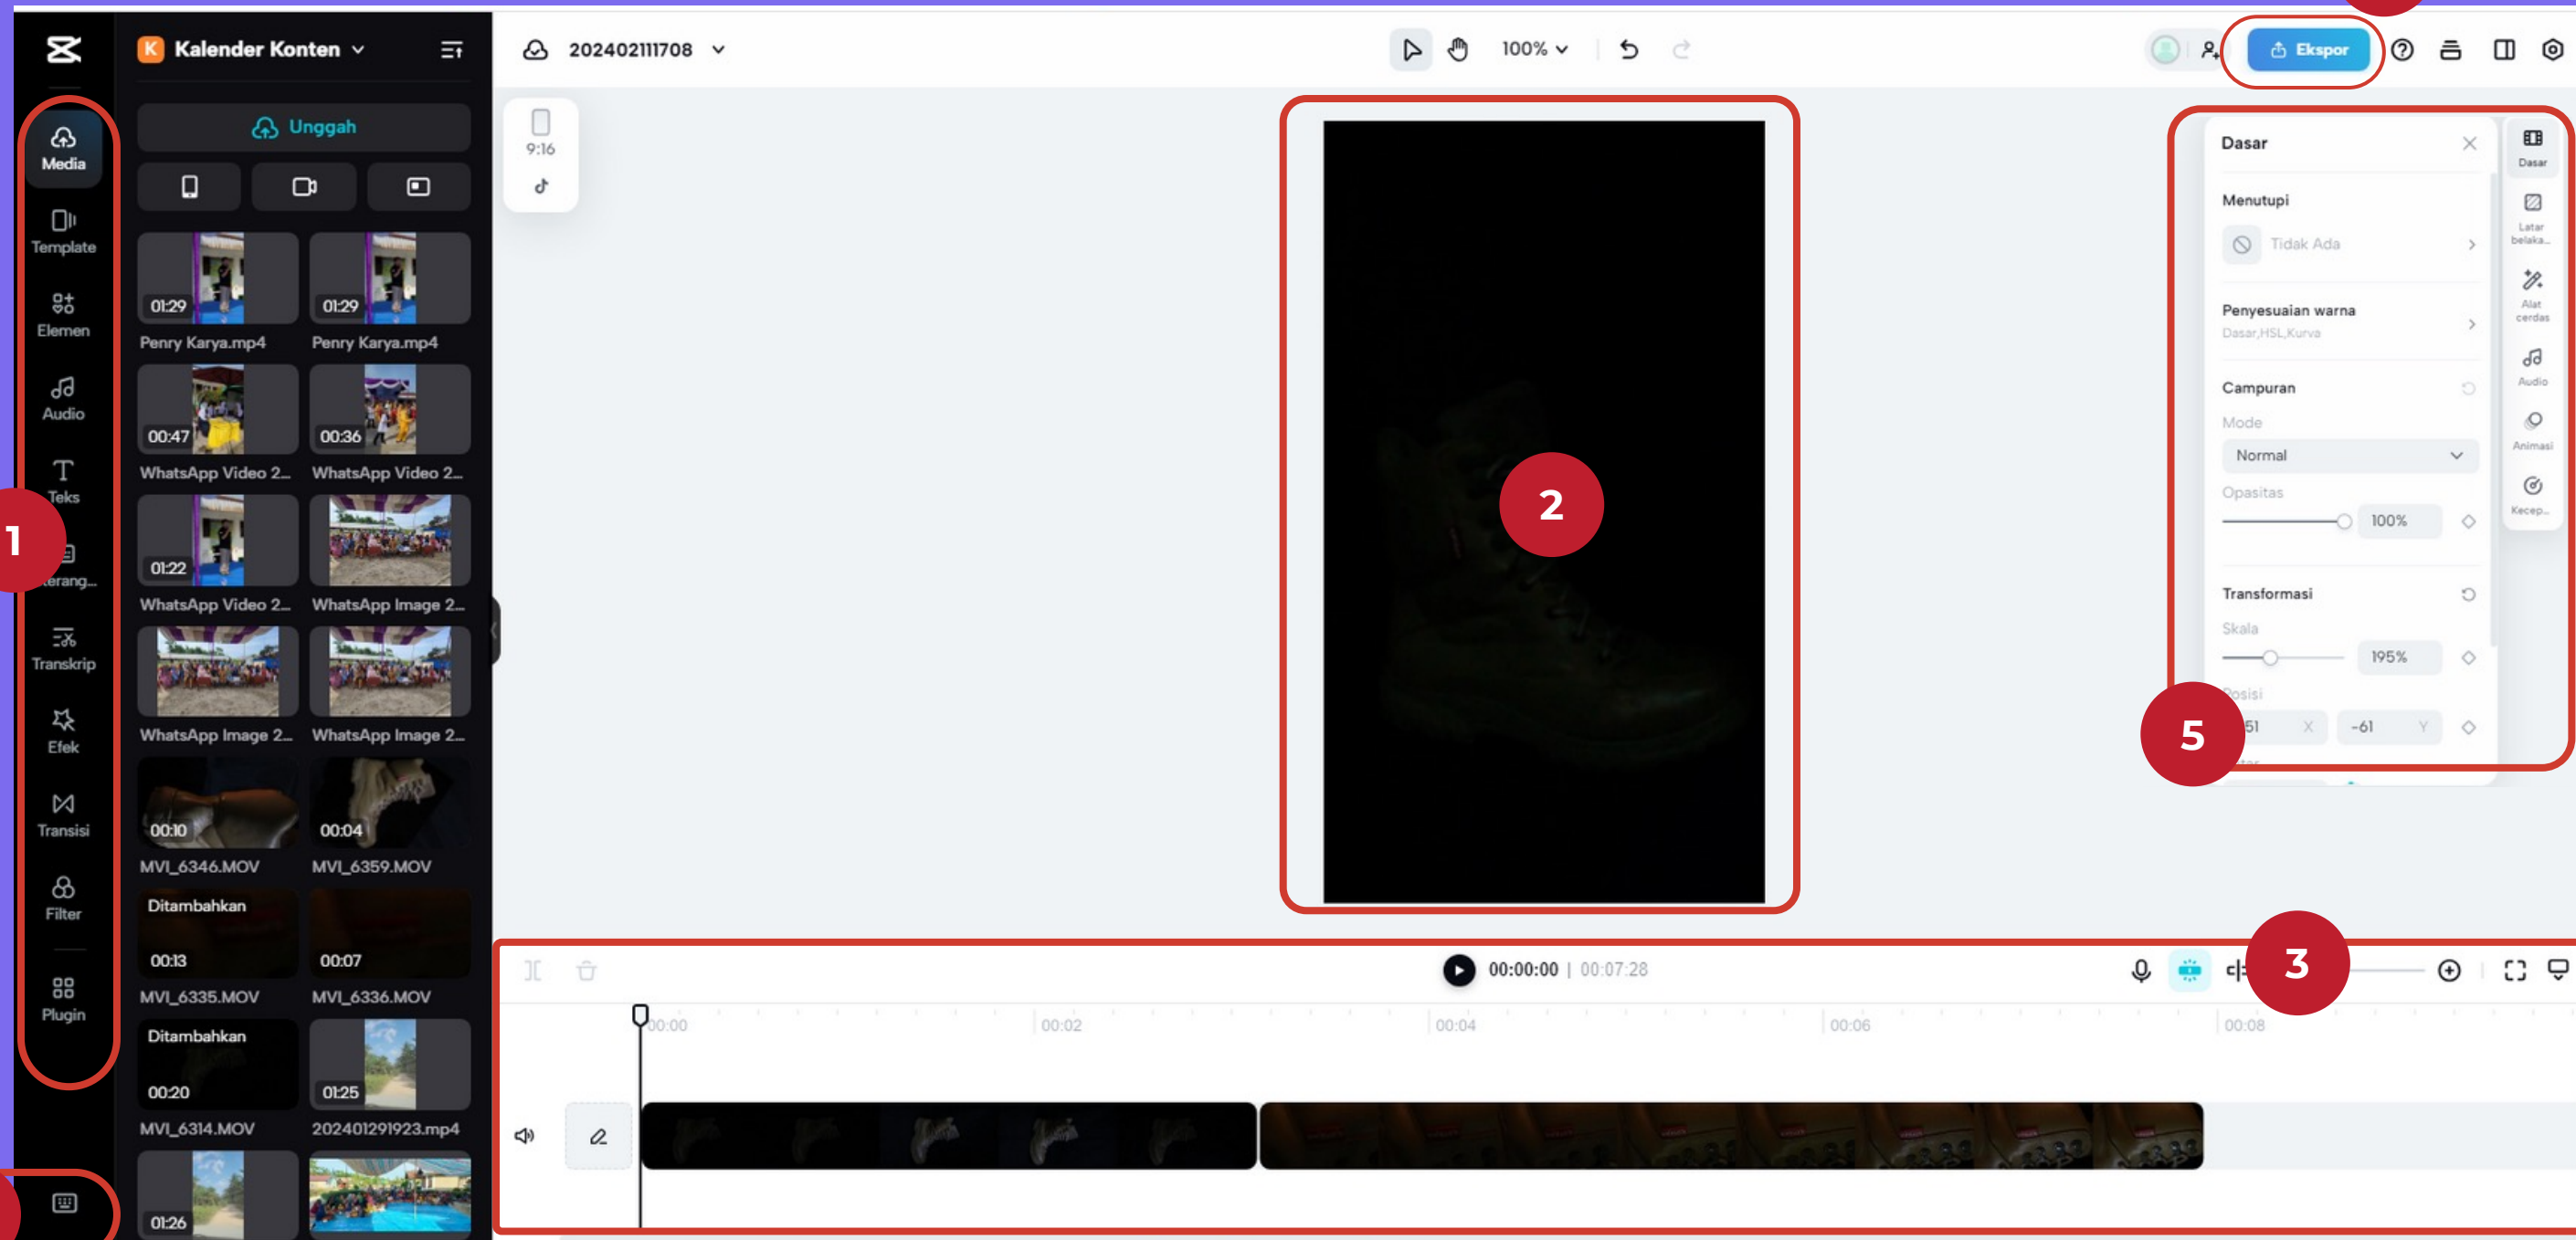 Kalender Konten
202402111708
100%
Ekspor
Media
Template
Elemen
Audio
Teks
erang...
Transkrip
Efek
Transisi
Filter
Plugin
1
Unggah
01:29
01:29
Penry Karya.mp4
Penry Karya.mp4
00:47
00:36
WhatsApp Video 2...
WhatsApp Video 2...
01:22
WhatsApp Video 2...
WhatsApp Image 2...
WhatsApp Image 2...
WhatsApp Image 2...
00:10
00:04
MVI_6346.MOV
MVI_6359.MOV
Ditambahkan
00:13
00:07
MVI_6335.MOV
MVI_6336.MOV
Ditambahkan
00:20
01:25
MVI_6314.MOV
202401291923.mp4
01:26
9:16
2
Dasar
Menutupi
Tidak Ada
Penyesuaian warna
Dasar,HSL,Kurva
Campuran
Mode
Normal
Opasitas
100%
Transformasi
Skala
195%
Posisi
51 X -61 Y
5
Dasar
Latar
belaka...
Alat
cerdas
Audio
Animasi
Kecep...
00:00:00 | 00:07:28
3
00:00
00:02
00:04
00:06
00:08